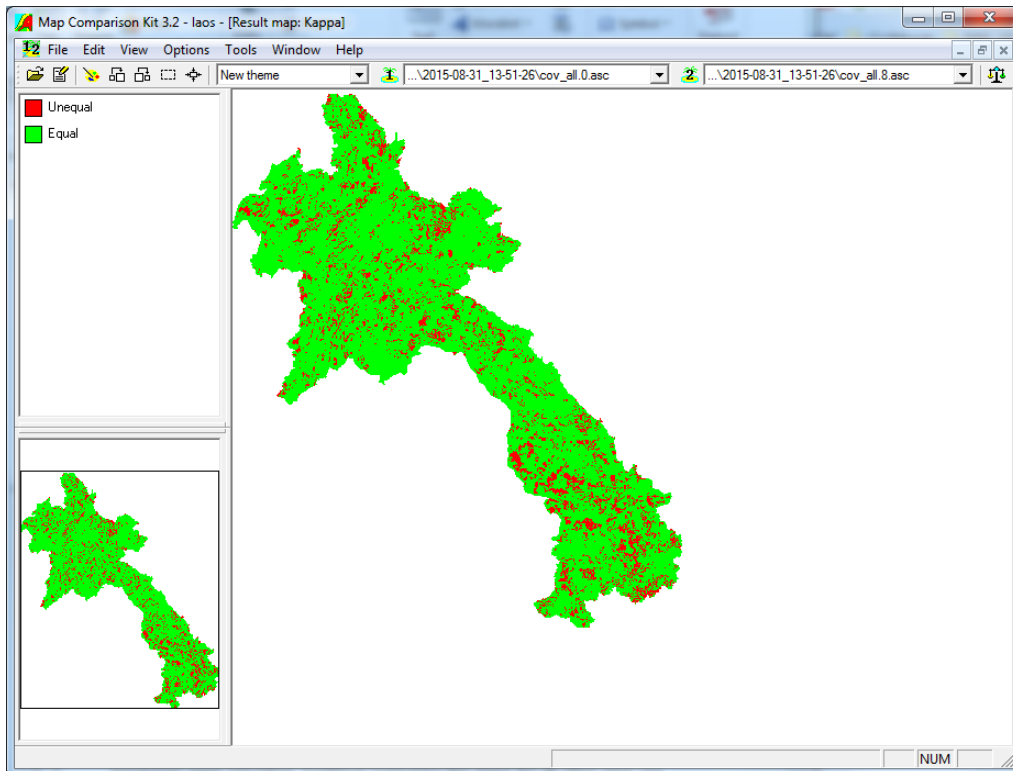 Map Comparison Kit 3.2 - laos - [Result map: Kappa]
File Edit View Options Tools Window Help
New theme 1 ...\2015-08-31_13-51-26\cov_all.0.asc 2 ...\2015-08-31_13-51-26\cov_all.8.asc
Unequal
Equal
NUM